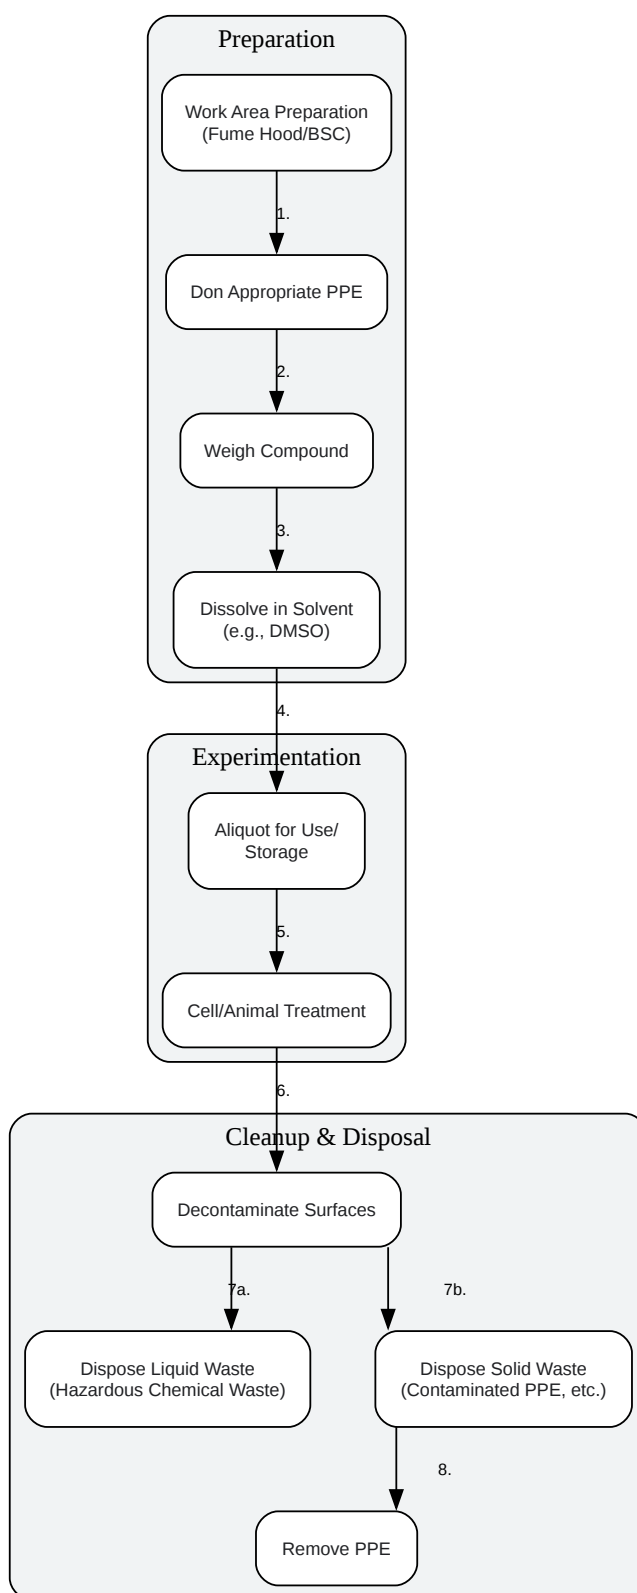 Preparation
Work Area Preparation
(Fume Hood/BSC)
1.
Don Appropriate PPE
2.
Weigh Compound
3.
Dissolve in Solvent
(e.g., DMSO)
4.
Experimentation
Aliquot for Use/
Storage
5.
Cell/Animal Treatment
6.
Cleanup & Disposal
Decontaminate Surfaces
7a.
7b.
Dispose Liquid Waste
(Hazardous Chemical Waste)
Dispose Solid Waste
(Contaminated PPE, etc.)
8.
Remove PPE